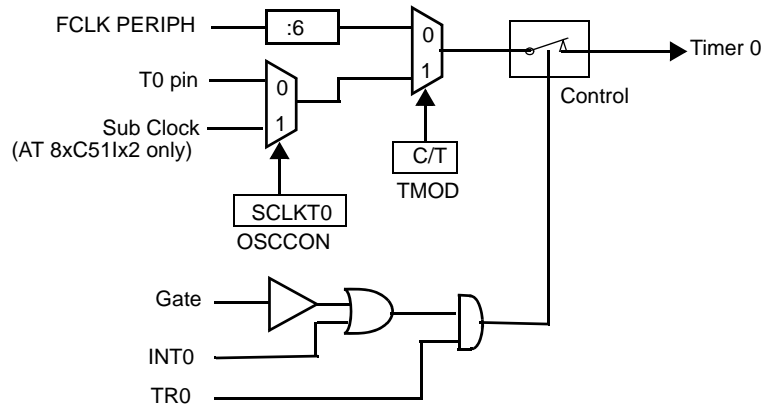 FCLK PERIPH
:6
0
1
Timer 0
T0 pin
0
1
Sub Clock
(AT 8xC51Ix2 only)
Control
C/T
TMOD
SCLKT0
OSCCON
Gate
INT0
TR0